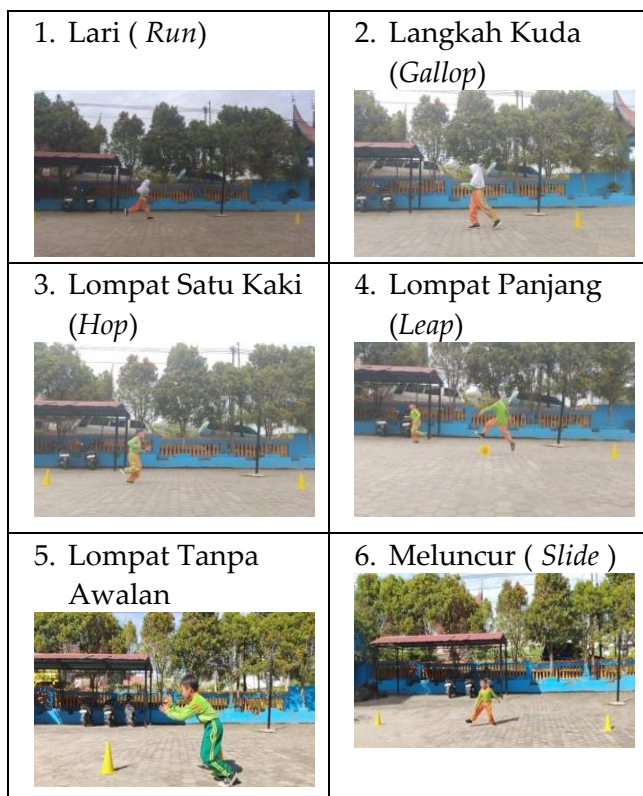 1. Lari ( Run)
2. Langkah Kuda
(Gallop)
3. Lompat Satu Kaki
(Hop)
4. Lompat Panjang
(Leap)
5. Lompat Tanpa
Awalan
6. Meluncur ( Slide )